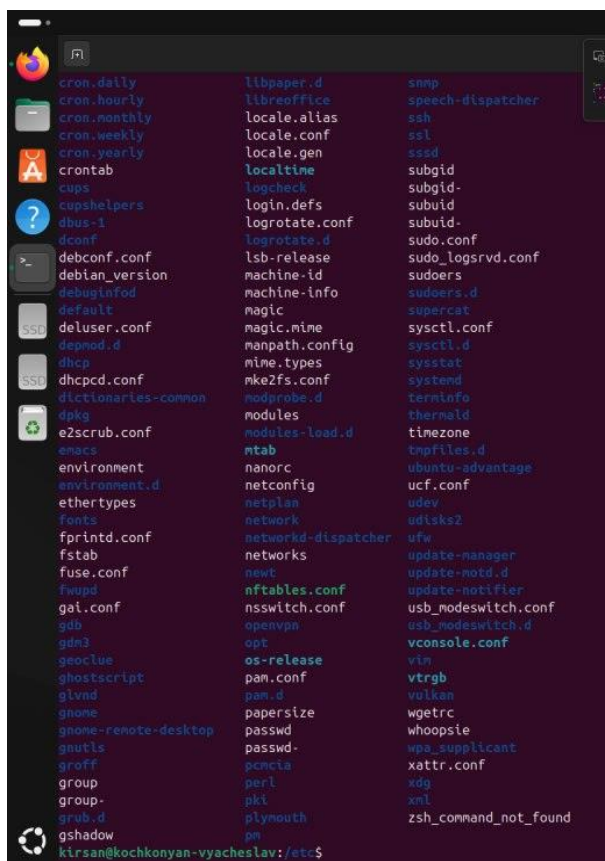 cron.daily libpaper.d snmp
cron.hourly libreoffice speech-dispatcher
cron.monthly locale.alias ssh
cron.weekly locale.conf ssl
cron.yearly locale.gen sssd
crontab localtime subgid
cups logcheck subgid-
cupshelpers login.defs subuid
dbus-1 logrotate.conf subuid-
dconf logrotate.d sudo.conf
debconf.conf lsb-release sudo_logsrvd.conf
debian_version machine-id sudoers
debuginfod machine-info sudoers.d
default magic supercat
deluser.conf magic.mime sysctl.conf
depmod.d manpath.config sysctl.d
dhcp mime.types sysstat
dhcpcd.conf mke2fs.conf systemd
dictionaries-common modprobe.d terminfo
dpkg modules thermald
e2scrub.conf modules-load.d timezone
emacs mtab tmpfiles.d
environment nanorc ubuntu-advantage
environment.d netconfig ucf.conf
ethertypes netplan udev
fonts network udisks2
fprintd.conf networkd-dispatcher ufw
fstab networks update-manager
fuse.conf newt update-motd.d
fwupd nftables.conf update-notifier
gai.conf nsswitch.conf usb_modeswitch.conf
gdb openvpn usb_modeswitch.d
gdm3 opt vconsole.conf
geoclue os-release vim
ghostscript pam.conf vtrgb
glvnd pam.d vulkan
gnome papersize wgetrc
gnome-remote-desktop passwd whoopsie
gnutls passwd- wpa_supplicant
groff pcmcia xattr.conf
group perl xdg
group- pki xml
grub.d plymouth zsh_command_not_found
gshadow pm
kirsan@kochkonyan-vyacheslav:/etc$
SSD
SSD